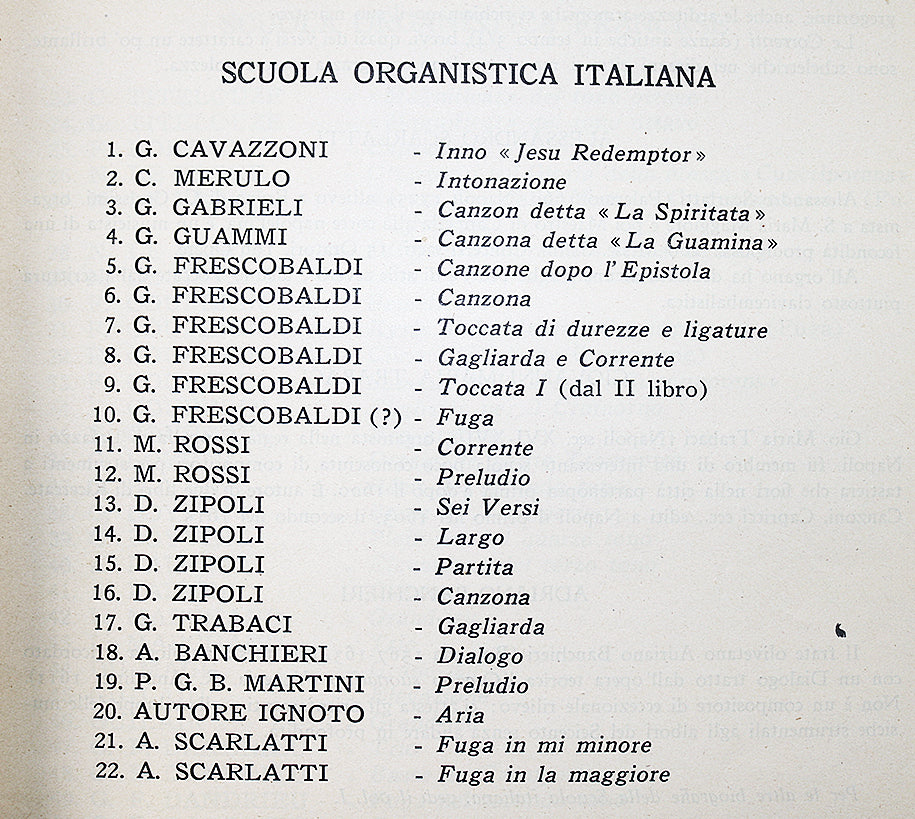 SCUOLA ORGANISTICA ITALIANA
1. G. CAVAZZONI - Inno «Jesu Redemptor»
2. C. MERULO - Intonazione
3. G. GABRIELI - Canzon detta «La Spiritata»
4. G. GUAMMI - Canzona detta «La Guamina»
5. G. FRESCOBALDI - Canzone dopo l'Epistola
6. G. FRESCOBALDI - Canzona
7. G. FRESCOBALDI - Toccata di durezze e ligature
8. G. FRESCOBALDI - Gagliarda e Corrente
9. G. FRESCOBALDI - Toccata I (dal II libro)
10. G. FRESCOBALDI (?) - Fuga
11. M. ROSSI - Corrente
12. M. ROSSI - Preludio
13. D. ZIPOLI - Sei Versi
14. D. ZIPOLI - Largo
15. D. ZIPOLI - Partita
16. D. ZIPOLI - Canzona
17. G. TRABACI - Gagliarda
18. A. BANCHIERI - Dialogo
19. P. G. B. MARTINI - Preludio
20. AUTORE IGNOTO - Aria
21. A. SCARLATTI - Fuga in mi minore
22. A. SCARLATTI - Fuga in la maggiore